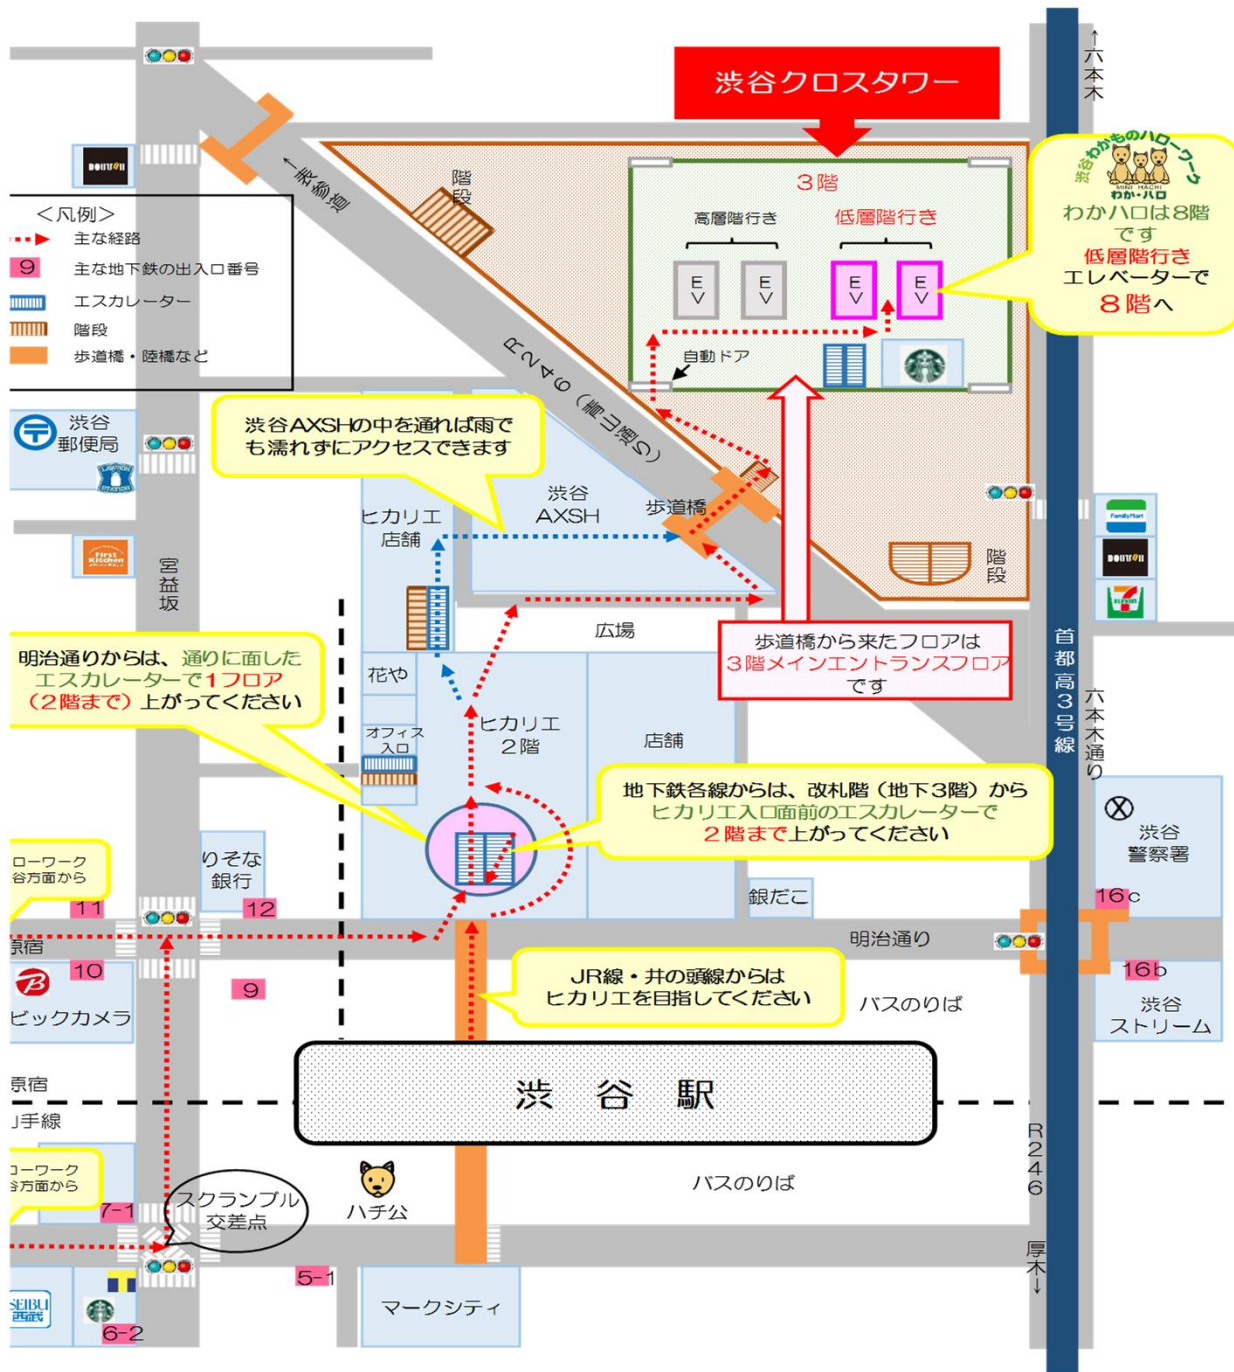 渋谷クロスタワー
←六本木
渋谷わかものハローワーク
MINI HACHI
わか・ハロ
わかハロは8階
です
低層階行き
エレベーターで
8階へ
DOUTOR
←表参道
階段
3階
高層階行き
低層階行き
EV
EV
EV
EV
自動ドア
<凡例>
主な経路
9
主な地下鉄の出入口番号
エスカレーター
階段
歩道橋・陸橋など
R246（青山通り）
渋谷
郵便局
LAWSON
STATION
渋谷AXSHの中を通れば雨で
も濡れずにアクセスできます
渋谷
AXSH
歩道橋
ヒカリエ
店舗
First
Kitchen
宮益坂
階段
FamilyMart
DOUTOR
7
ELEVEN
広場
歩道橋から来たフロアは
3階メインエントランスフロア
です
首都高3号線
六本木通り
明治通りからは、通りに面した
エスカレーターで1フロア
（2階まで）上がってください
花や
オフィス
入口
ヒカリエ
2階
店舗
地下鉄各線からは、改札階（地下3階）から
ヒカリエ入口面前のエスカレーターで
2階まで上がってください
渋谷
警察署
りそな
銀行
銀だこ
ローワーク
谷方面から
11
12
16c
原宿
明治通り
10
9
16b
B
ビックカメラ
JR線・井の頭線からは
ヒカリエを目指してください
バスのりば
渋谷
ストリーム
渋谷駅
原宿
手線
ローワーク
谷方面から
7-1
スクランブル
交差点
ハチ公
バスのりば
R246
厚木→
5-1
マークシティ
SEIBU
西武
T
6-2